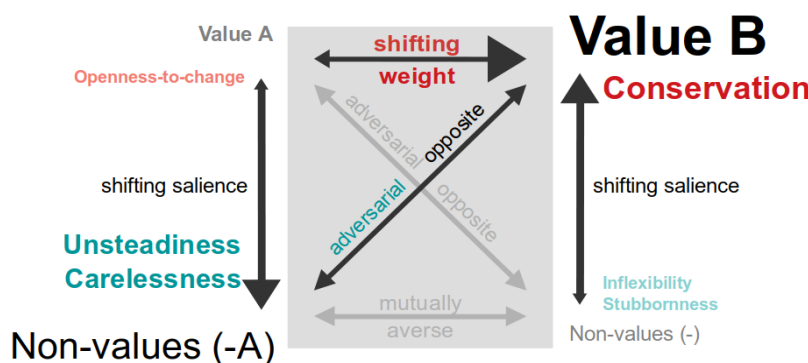 Value A
shifting
Value B
Openness-to-change
weight
Conservation
adversarial
opposite
shifting salience
shifting salience
adversarial
opposite
Unsteadiness
Carelessness
Inflexibility
Stubbornness
mutually
averse
Non-values (-A)
Non-values (-)